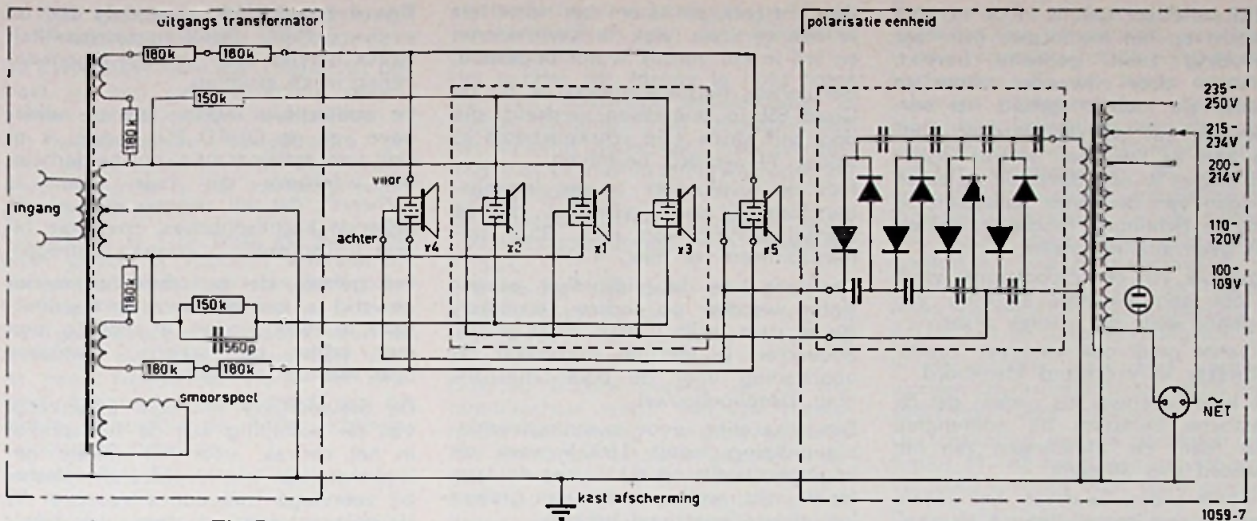 uitgangs transformator
polarisatie eenheid
180k
180k
150k
180k
ingang
180k
150k
560p
180k
180k
smoorspoel
vloor
achter
x4
x2
x1
x3
x5
235-
250V
215-
234V
200-
214V
110-
120V
100-
109V
~
NET
kast afscherming
1059-7